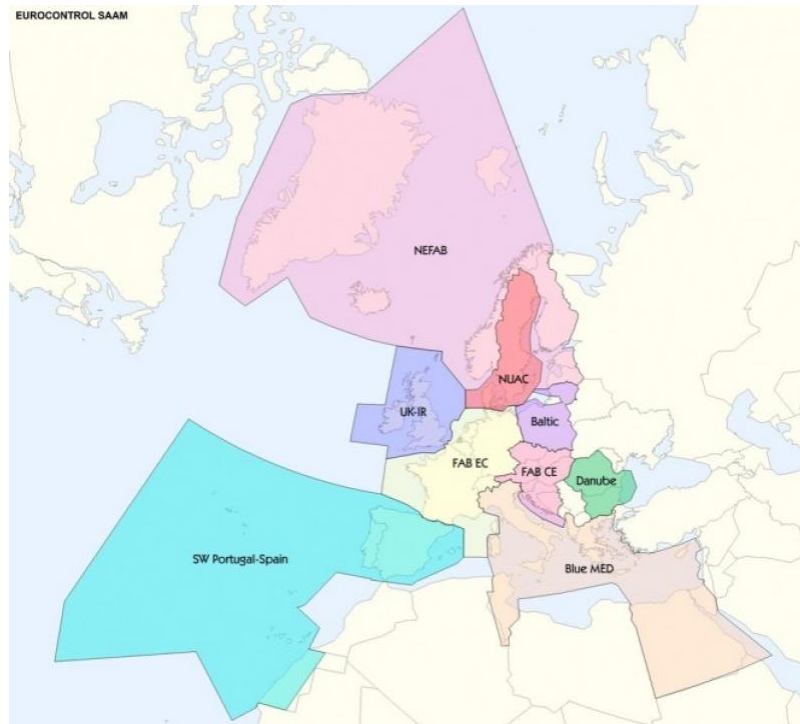 EUROCONTROL SAAM
NEFAB
NUAC
UK-IR
Baltic
FAB EC
FAB CE
Danube
SW Portugal-Spain
Blue MED